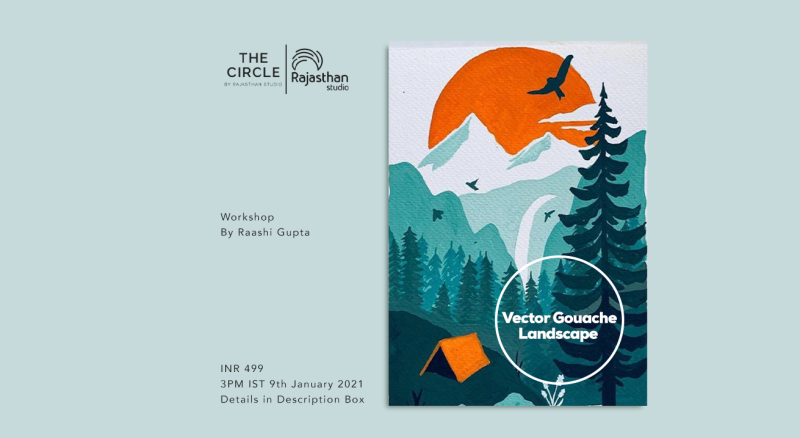 THE
CIRCLE
BY RAJASTHAN STUDIO
Rajasthan
studio
Workshop
By Raashi Gupta
Vector Gouache
Landscape
INR 499
3PM IST 9th January 2021
Details in Description Box